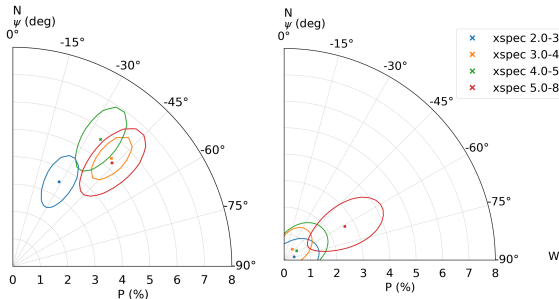 N
ψ (deg)
0°
-15°
-30°
-45°
-60°
-75°
90°
0 1 2 3 4 5 6 7 8
P (%)
N
ψ (deg)
0°
-15°
-30°
-45°
-60°
-75°
90°
W
0 1 2 3 4 5 6 7 8
P (%)
xspec 2.0-3
xspec 3.0-4
xspec 4.0-5
xspec 5.0-8